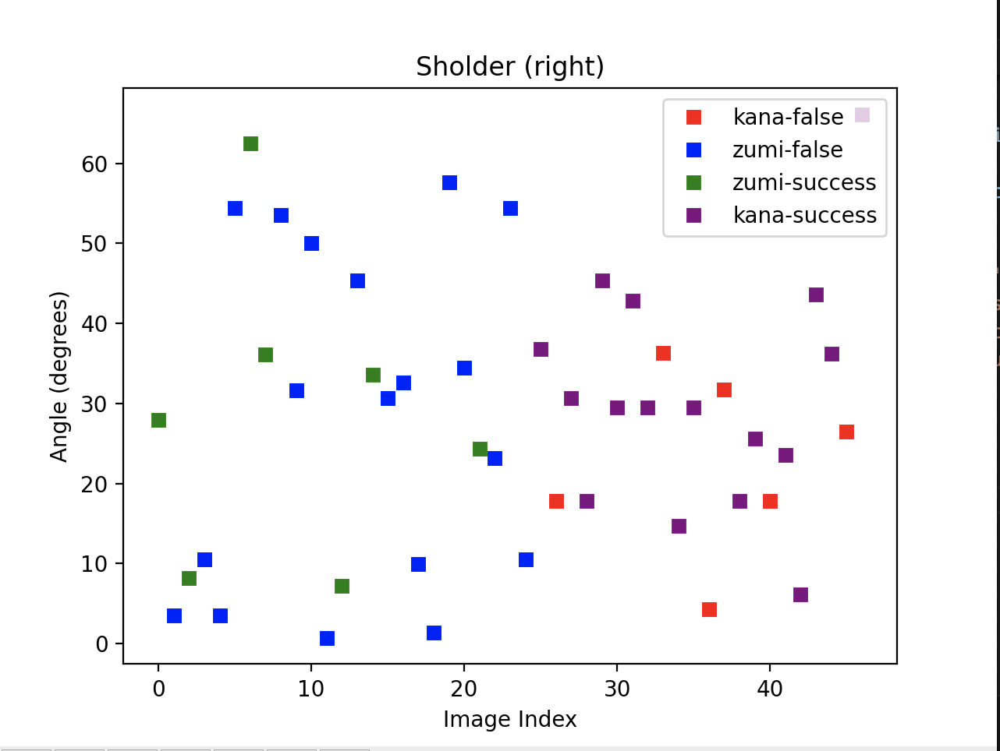 Sholder (right)
kana-false
zumi-false
zumi-success
kana-success
60
50
40
30
20
10
0
Angle (degrees)
0 10 20 30 40
Image Index